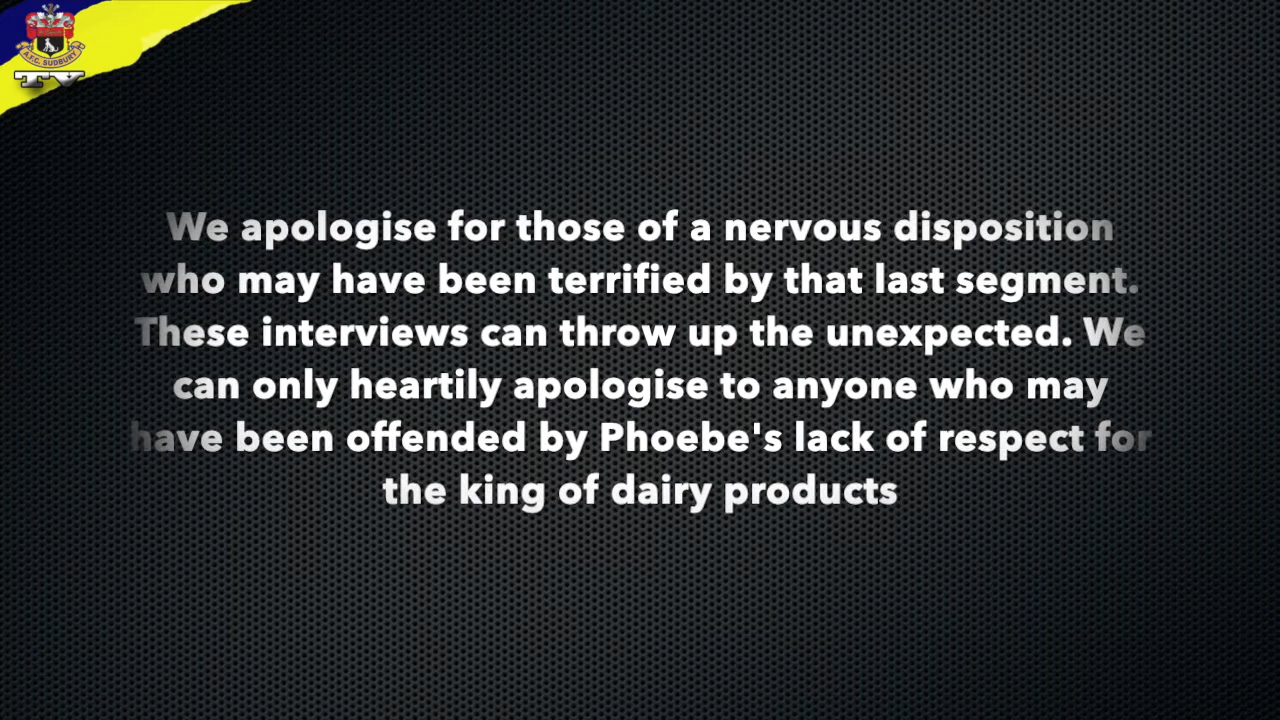 A.F.C. SUDBURY
TV
We apologise for those of a nervous disposition
who may have been terrified by that last segment.
These interviews can throw up the unexpected. We
can only heartily apologise to anyone who may
have been offended by Phoebe's lack of respect for
the king of dairy products